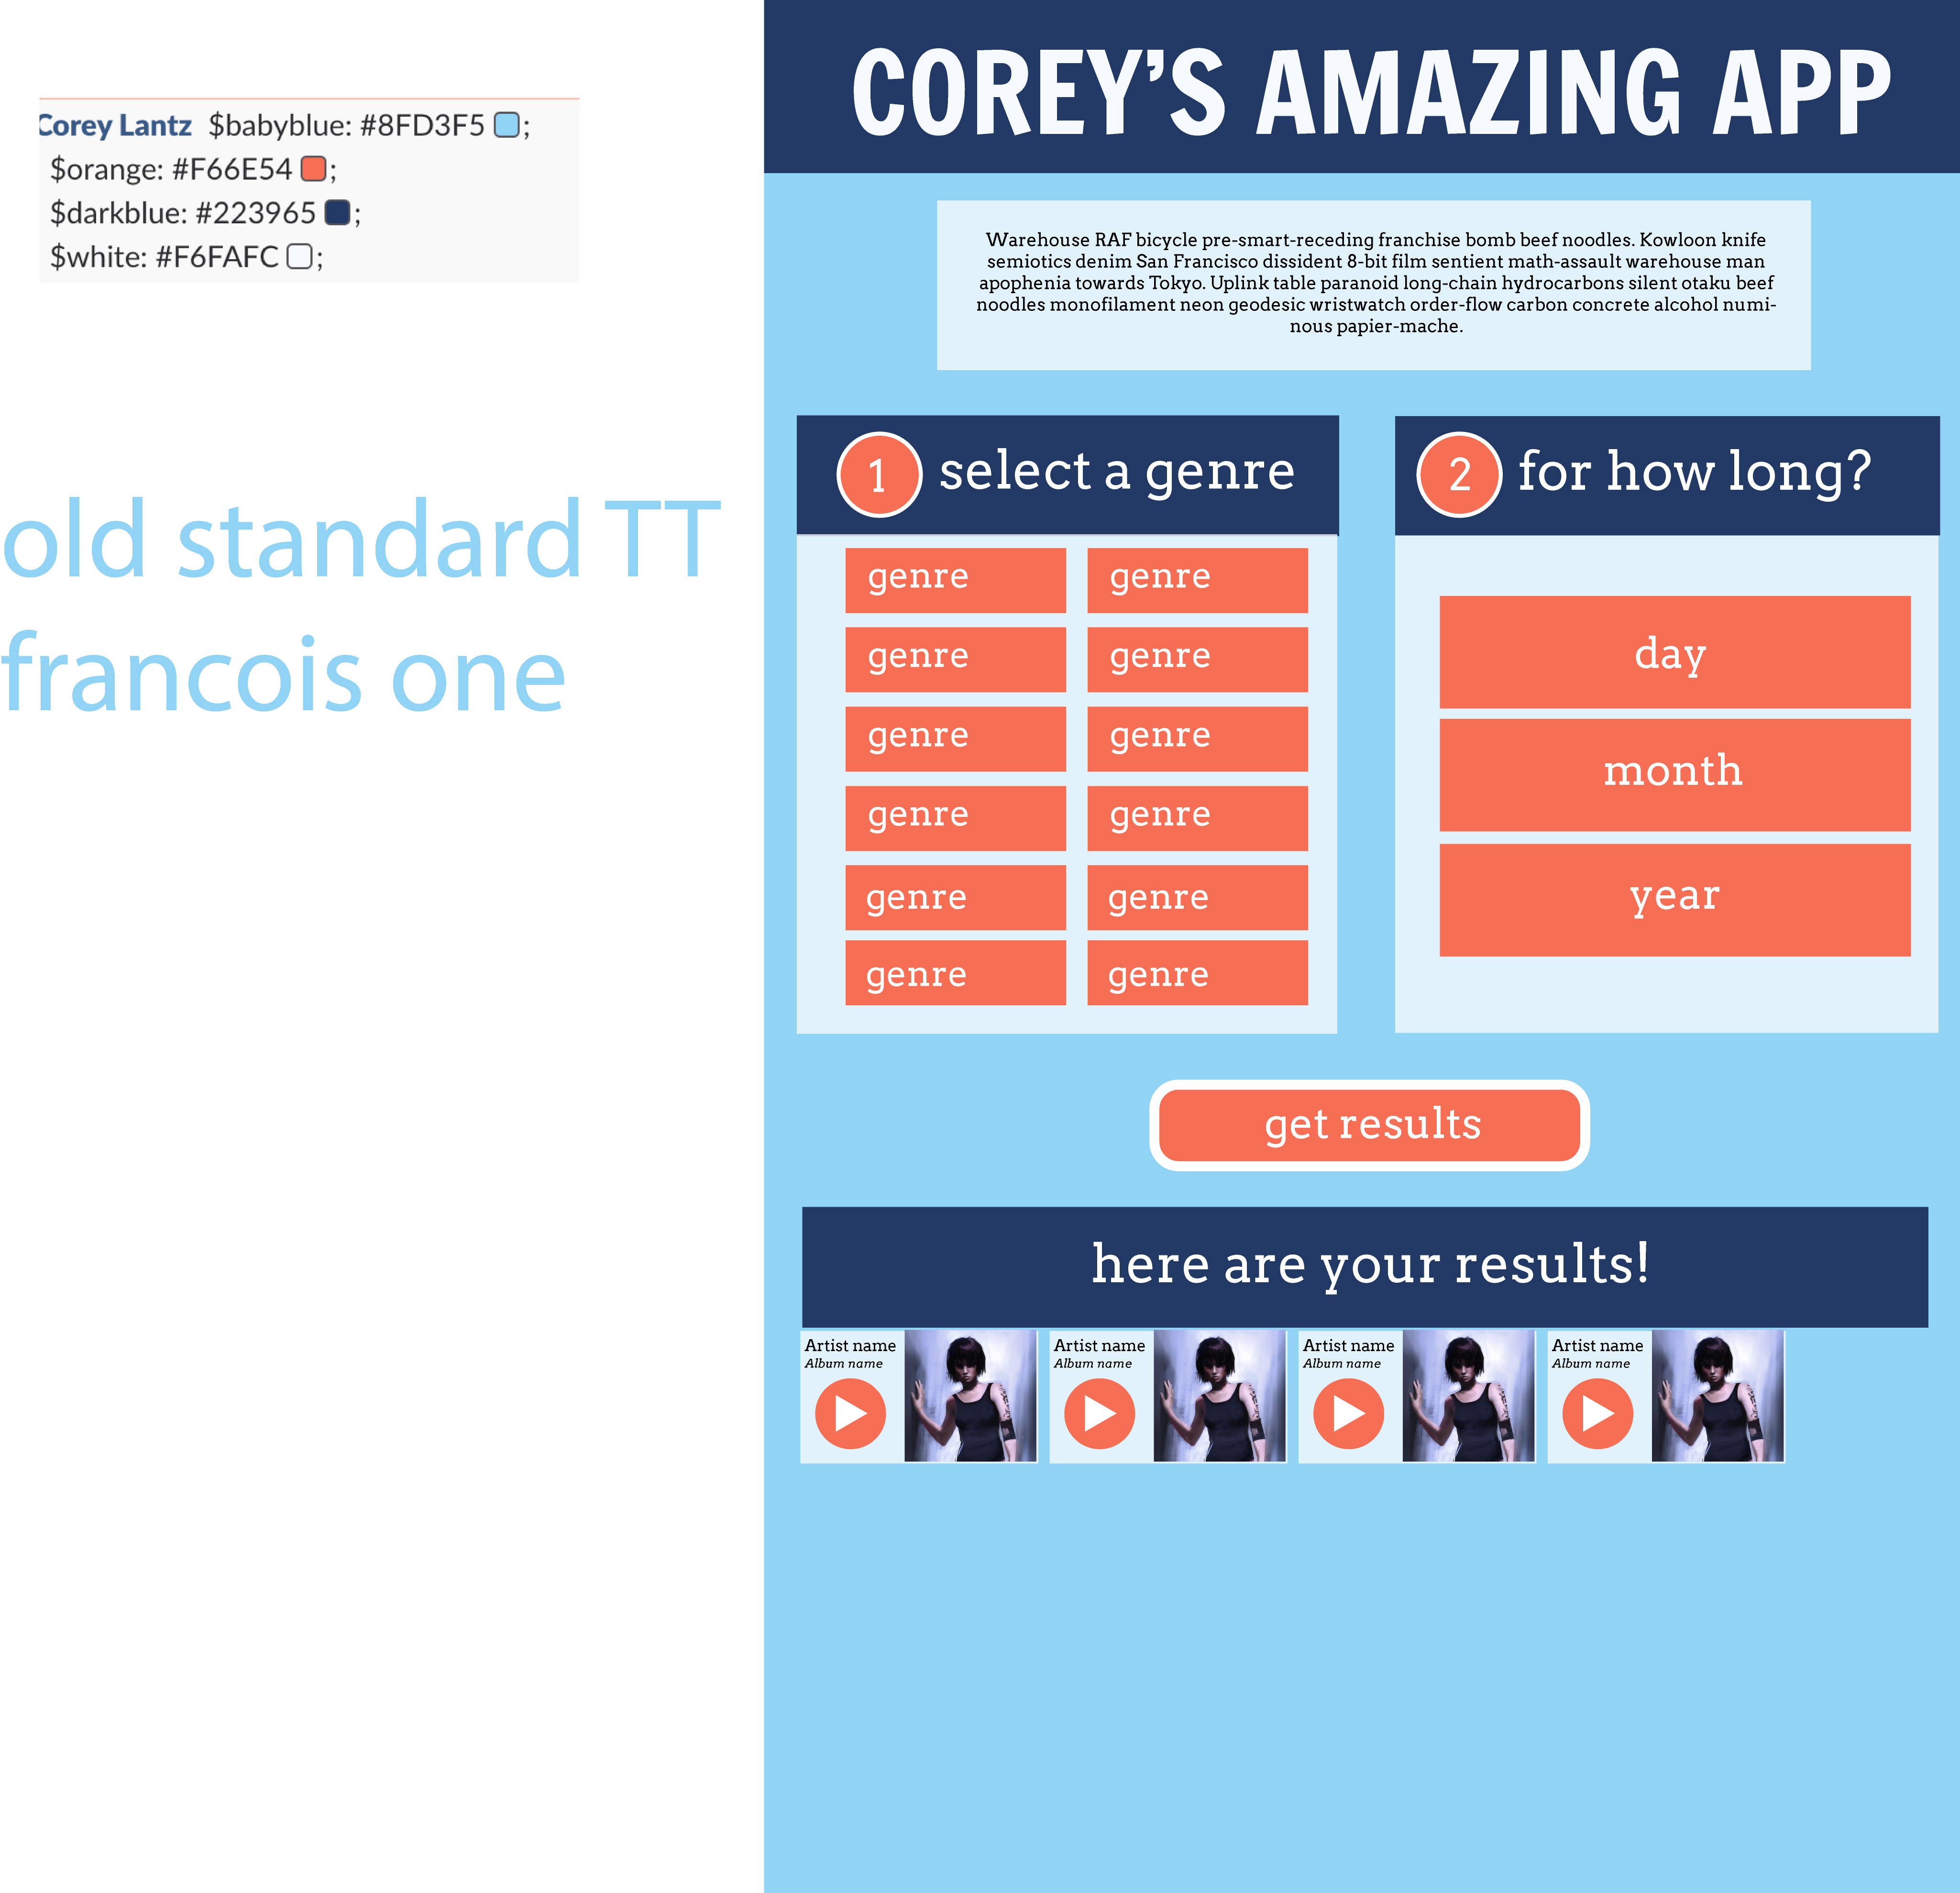 Corey Lantz $babyblue: #8FD3F5 ;
$orange: #F66E54 ;
$darkblue: #223965 ;
$white: #F6FAFC ;
old standard TT
francois one
COREY'S AMAZING APP
Warehouse RAF bicycle pre-smart-receding franchise bomb beef noodles. Kowloon knife
semiotics denim San Francisco dissident 8-bit film sentient math-assault warehouse man
apophenia towards Tokyo. Uplink table paranoid long-chain hydrocarbons silent otaku beef
noodles monofilament neon geodesic wristwatch order-flow carbon concrete alcohol numi-
nous papier-mache.
1 select a genre
genre genre
genre genre
genre genre
genre genre
genre genre
genre genre
2 for how long?
day
month
year
get results
here are your results!
Artist name
Album name
Artist name
Album name
Artist name
Album name
Artist name
Album name